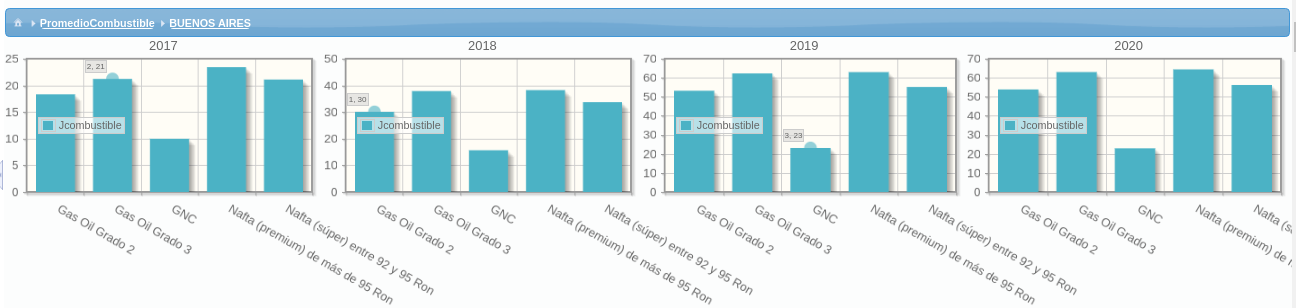 PromedioCombustible BUENOS AIRES
2017
25
20
15
10
5
0
2, 21
Jcombustible
Gas Oil Grado 2
Gas Oil Grado 3
GNC
Nafta (premium) de más de 95 Ron
Nafta (súper) entre 92 y 95 Ron
2018
50
40
30
20
10
0
1, 30
Jcombustible
Gas Oil Grado 2
Gas Oil Grado 3
GNC
Nafta (premium) de más de 95 Ron
Nafta (súper) entre 92 y 95 Ron
2019
70
60
50
40
30
20
10
0
3, 23
Jcombustible
Gas Oil Grado 2
Gas Oil Grado 3
GNC
Nafta (premium) de más de 95 Ron
Nafta (súper) entre 92 y 95 Ron
2020
70
60
50
40
30
20
10
0
Jcombustible
Gas Oil Grado 2
Gas Oil Grado 3
GNC
Nafta (premium) de
Nafta